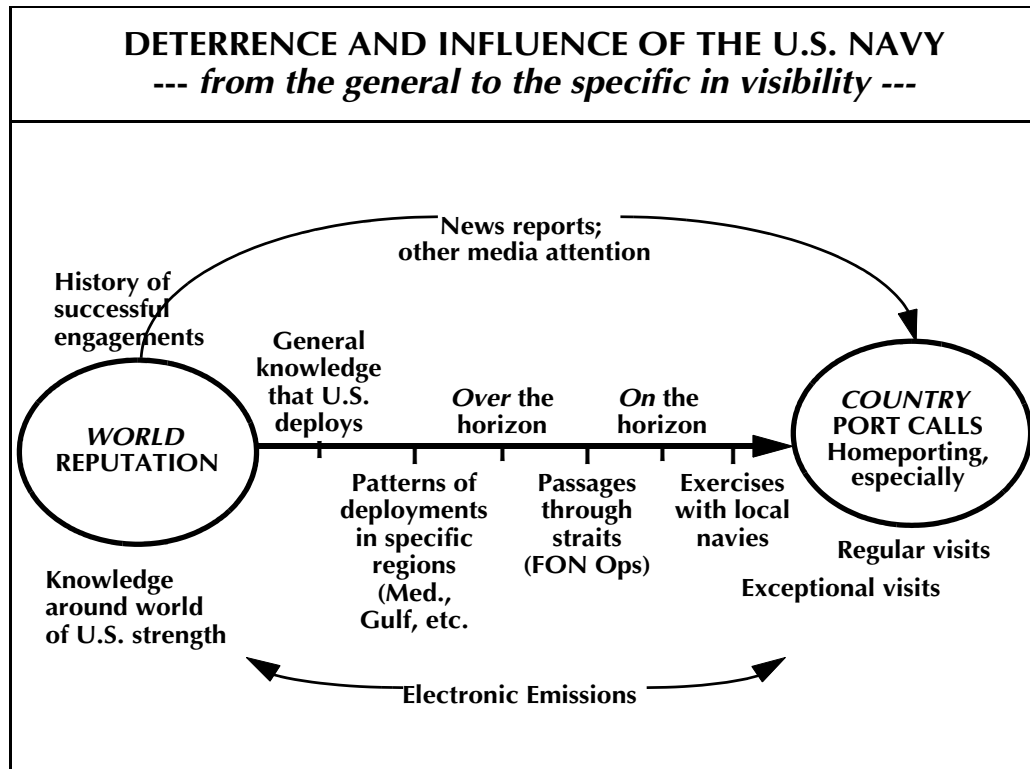 DETERRENCE AND INFLUENCE OF THE U.S. NAVY
--- from the general to the specific in visibility ---
News reports;
other media attention
History of
successful
engagements
General
knowledge
that U.S.
deploys
Over the
horizon
On the
horizon
WORLD
REPUTATION
COUNTRY
PORT CALLS
Homeporting,
especially
Patterns of
deployments
in specific
regions
(Med.,
Gulf, etc.
Passages
through
straits
(FON Ops)
Exercises
with local
navies
Regular visits
Exceptional visits
Knowledge
around world
of U.S. strength
Electronic Emissions